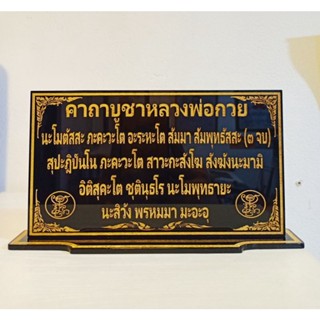 คาถาบูชาหลวงพ่อกวย
นะโมตัสสะ ภะคะวะโต อะระหะโต สัมมา สัมพุทธัสสะ (๓ จบ)
สุปะฎิปันโน ภะคะวะโต สาวะกะสังโฆ สังฆังนะมามิ
อิติสุคะโต ชุตินธโร นะโมพุทธายะ
นะสิวัง พรหมมา มะอะอุ